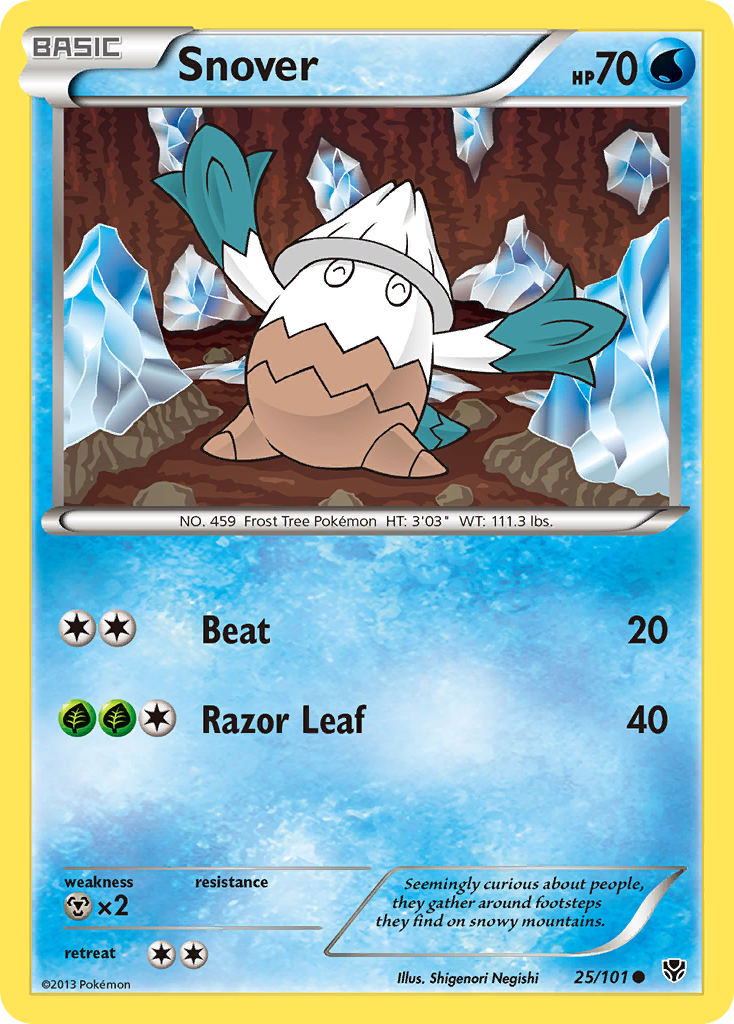 BASIC
Snover
HP70
NO. 459 Frost Tree Pokémon HT: 3'03" WT: 111.3 lbs.
Beat 20
Razor Leaf 40
weakness resistance
×2
retreat
Seemingly curious about people,
they gather around footsteps
they find on snowy mountains.
©2013 Pokémon
Illus. Shigenori Negishi
25/101